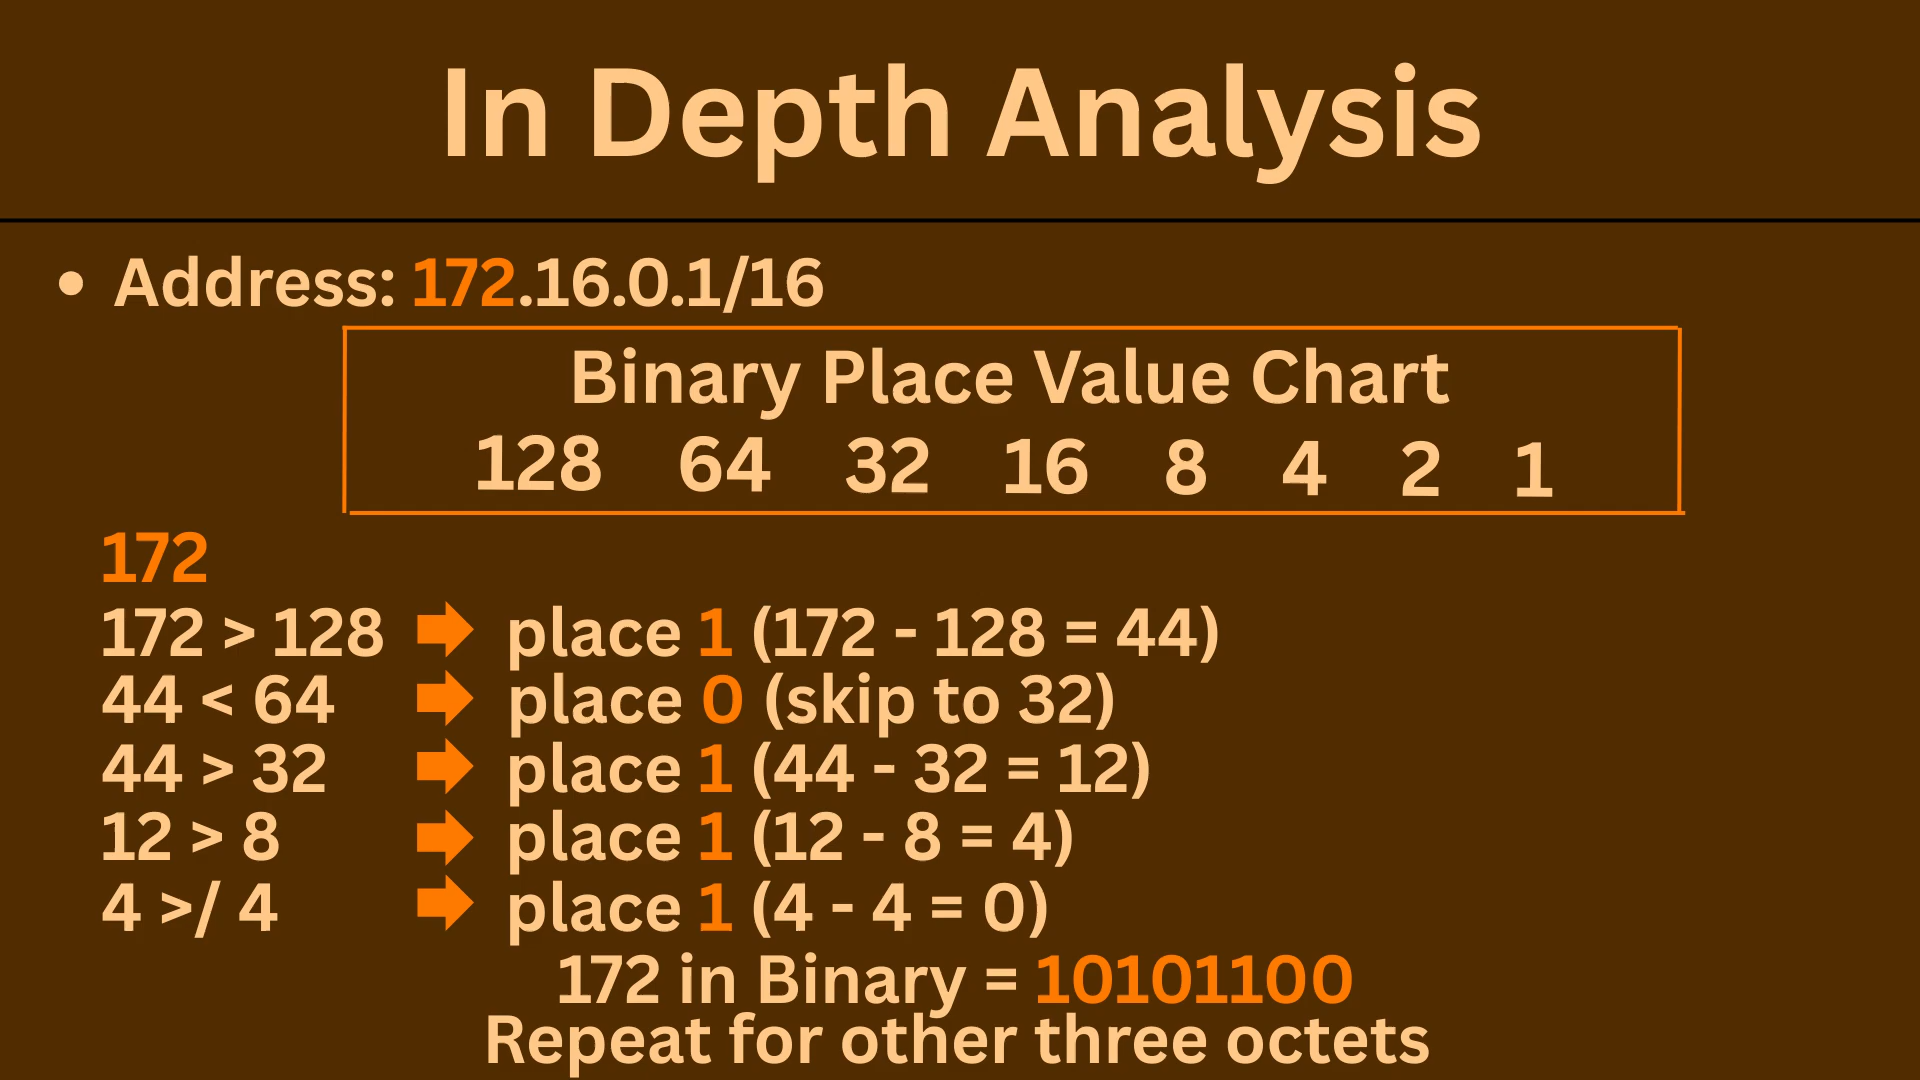 In Depth Analysis
• Address: 172.16.0.1/16
Binary Place Value Chart
128 64 32 16 8 4 2 1
172
172 > 128 place 1 (172 - 128 = 44)
44 < 64 place 0 (skip to 32)
44 > 32 place 1 (44 - 32 = 12)
12 > 8 place 1 (12 - 8 = 4)
4 >/ 4 place 1 (4 - 4 = 0)
172 in Binary = 10101100
Repeat for other three octets